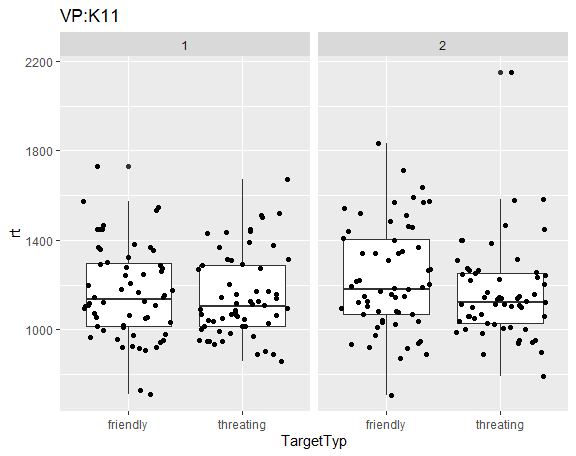 VP:K11
1 2
2200
1800
1400
1000
rt
friendly threating friendly threating
TargetTyp